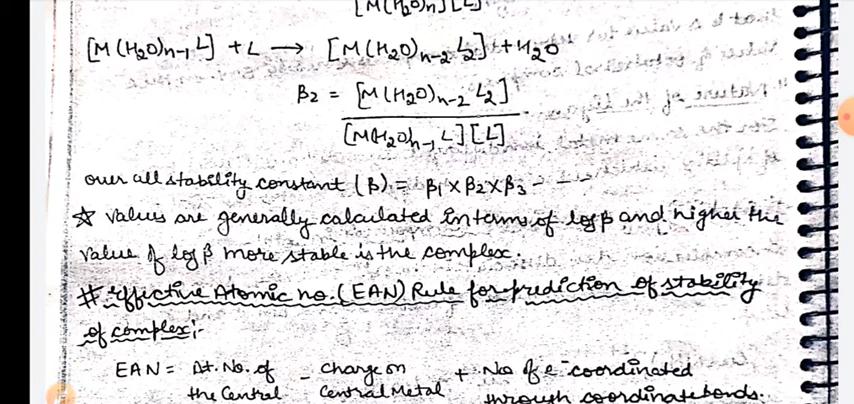 [M(H2O)n][L]
[M(H2O)n-1 L] + L → [M(H2O)n-2 L2] + H2O
β2 = [M(H2O)n-2 L2]
[M(H2O)n-1 L][L]
over all stability constant (β) = β1 x β2 x β3 - - -
☆ values are generally calculated in terms of log β and higher the
value of log β more stable is the complex.
# Effective Atomic no. (EAN) Rule for prediction of stability
of complex:-
EAN = At. No. of - charge on + No of e- coordinated
the central central metal through coordinate bonds.